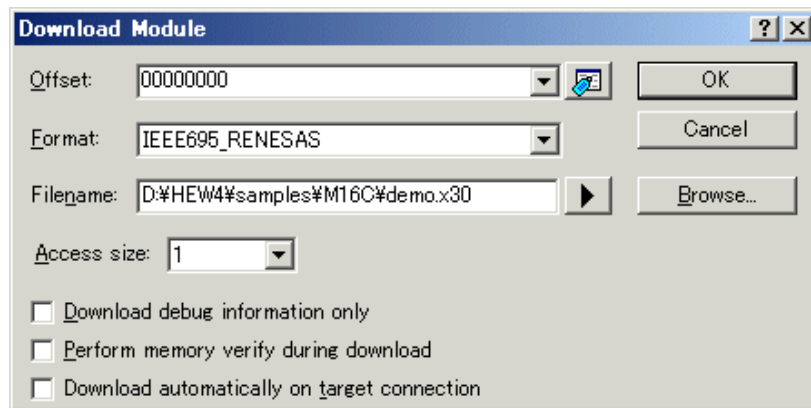 Download Module
Offset: 00000000 OK
Format: IEEE695_RENESAS Cancel
Filename: D:¥HEW4¥samples¥M16C¥demo.x30 Browse...
Access size: 1
Download debug information only
Perform memory verify during download
Download automatically on target connection